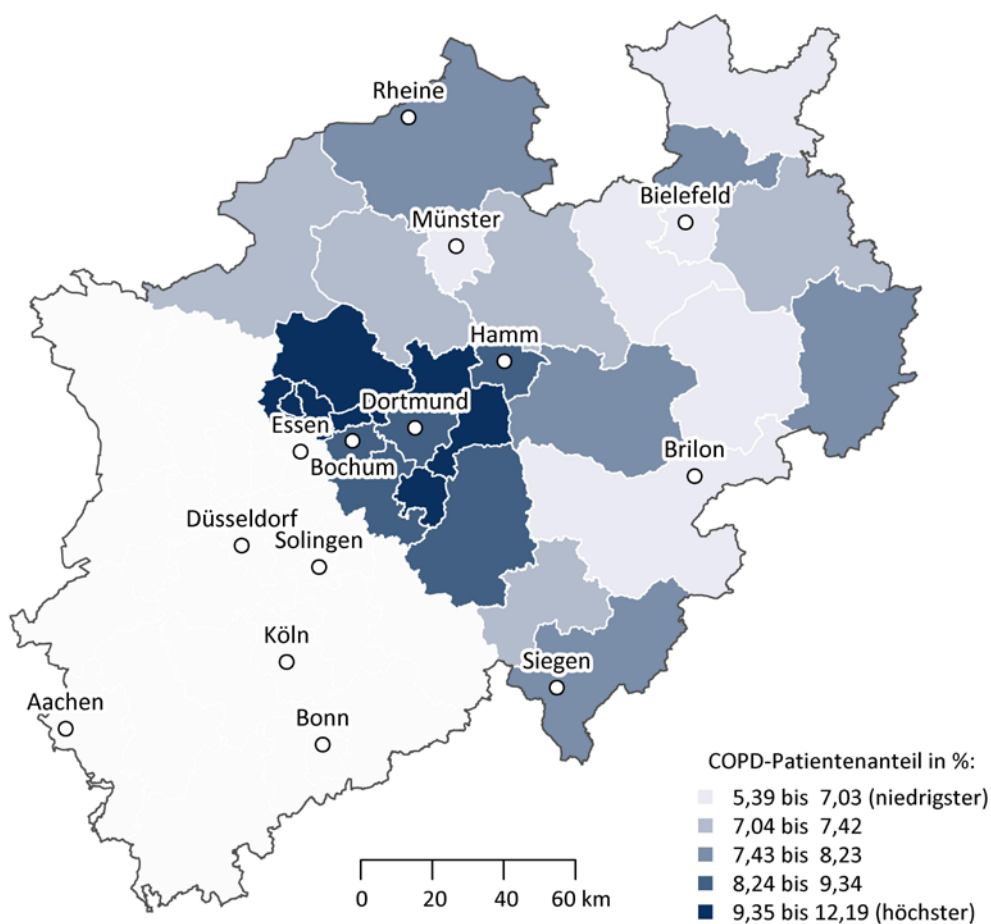 Rheine
Bielefeld
Münster
Hamm
Dortmund
Essen
Bochum
Brilon
Düsseldorf
Solingen
Köln
Siegen
Aachen
Bonn
COPD-Patientenanteil in %:
5,39 bis 7,03 (niedrigster)
7,04 bis 7,42
7,43 bis 8,23
8,24 bis 9,34
9,35 bis 12,19 (höchster)
0 20 40 60 km